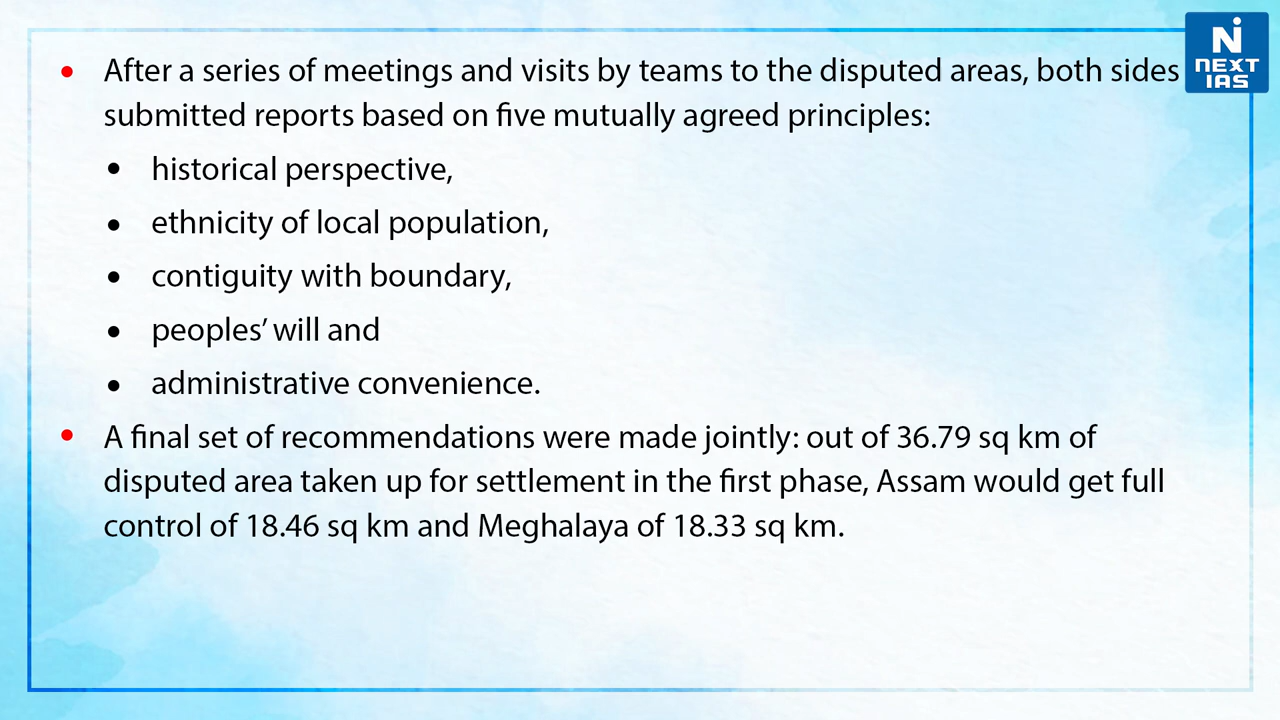 NEXT
IAS
• After a series of meetings and visits by teams to the disputed areas, both sides
submitted reports based on five mutually agreed principles:
• historical perspective,
• ethnicity of local population,
• contiguity with boundary,
• peoples’ will and
• administrative convenience.
• A final set of recommendations were made jointly: out of 36.79 sq km of
disputed area taken up for settlement in the first phase, Assam would get full
control of 18.46 sq km and Meghalaya of 18.33 sq km.